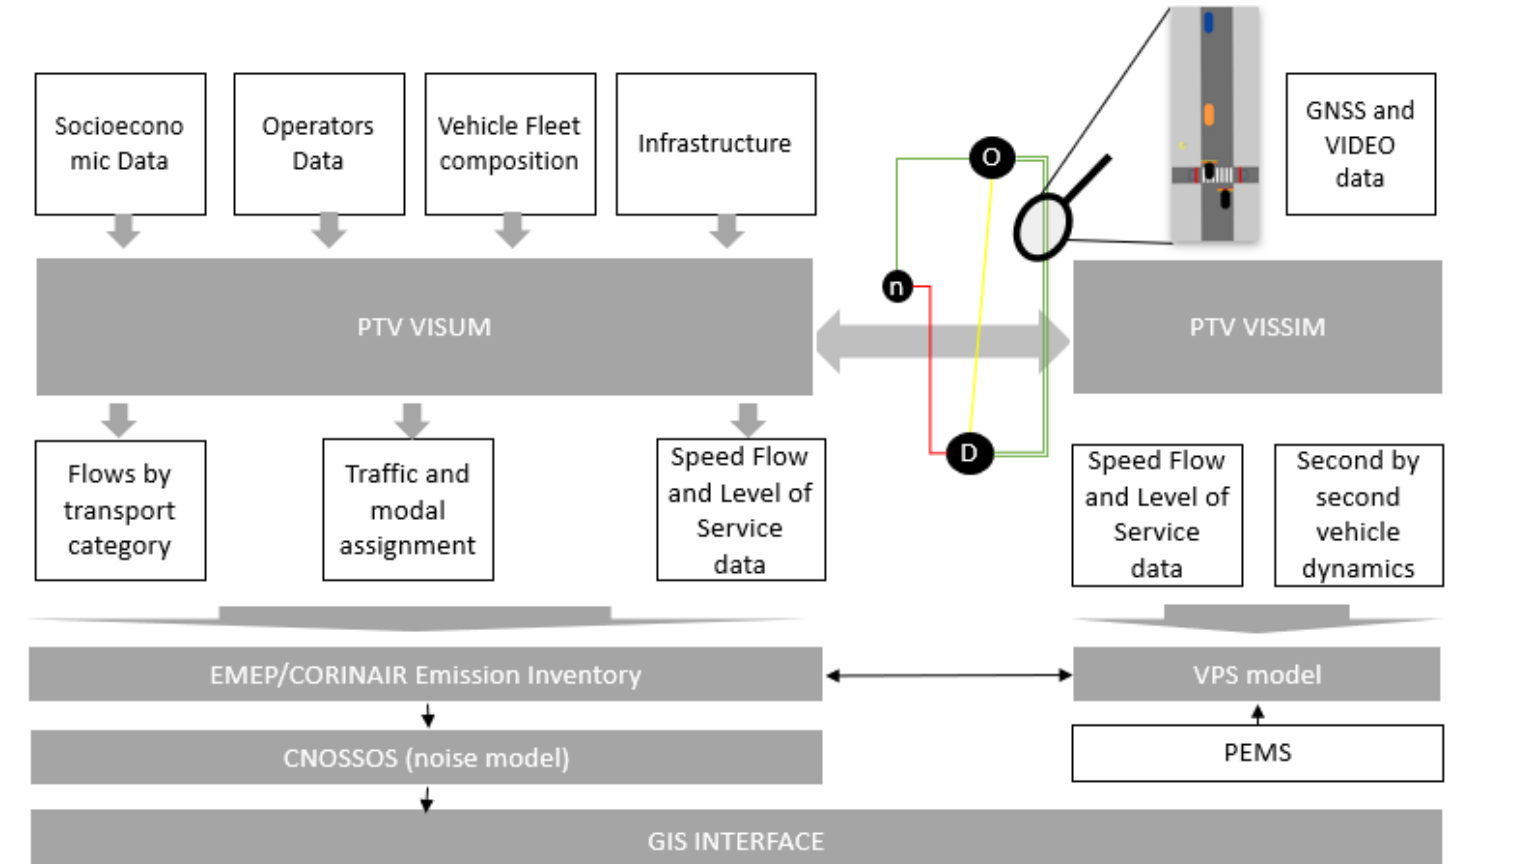 Socioecono
mic Data
Operators
Data
Vehicle Fleet
composition
Infrastructure
GNSS and
VIDEO
data
O
n
D
PTV VISUM
PTV VISSIM
Flows by
transport
category
Traffic and
modal
assignment
Speed Flow
and Level of
Service
data
Speed Flow
and Level of
Service
data
Second by
second
vehicle
dynamics
EMEP/CORINAIR Emission Inventory
VPS model
CNOSSOS (noise model)
PEMS
GIS INTERFACE